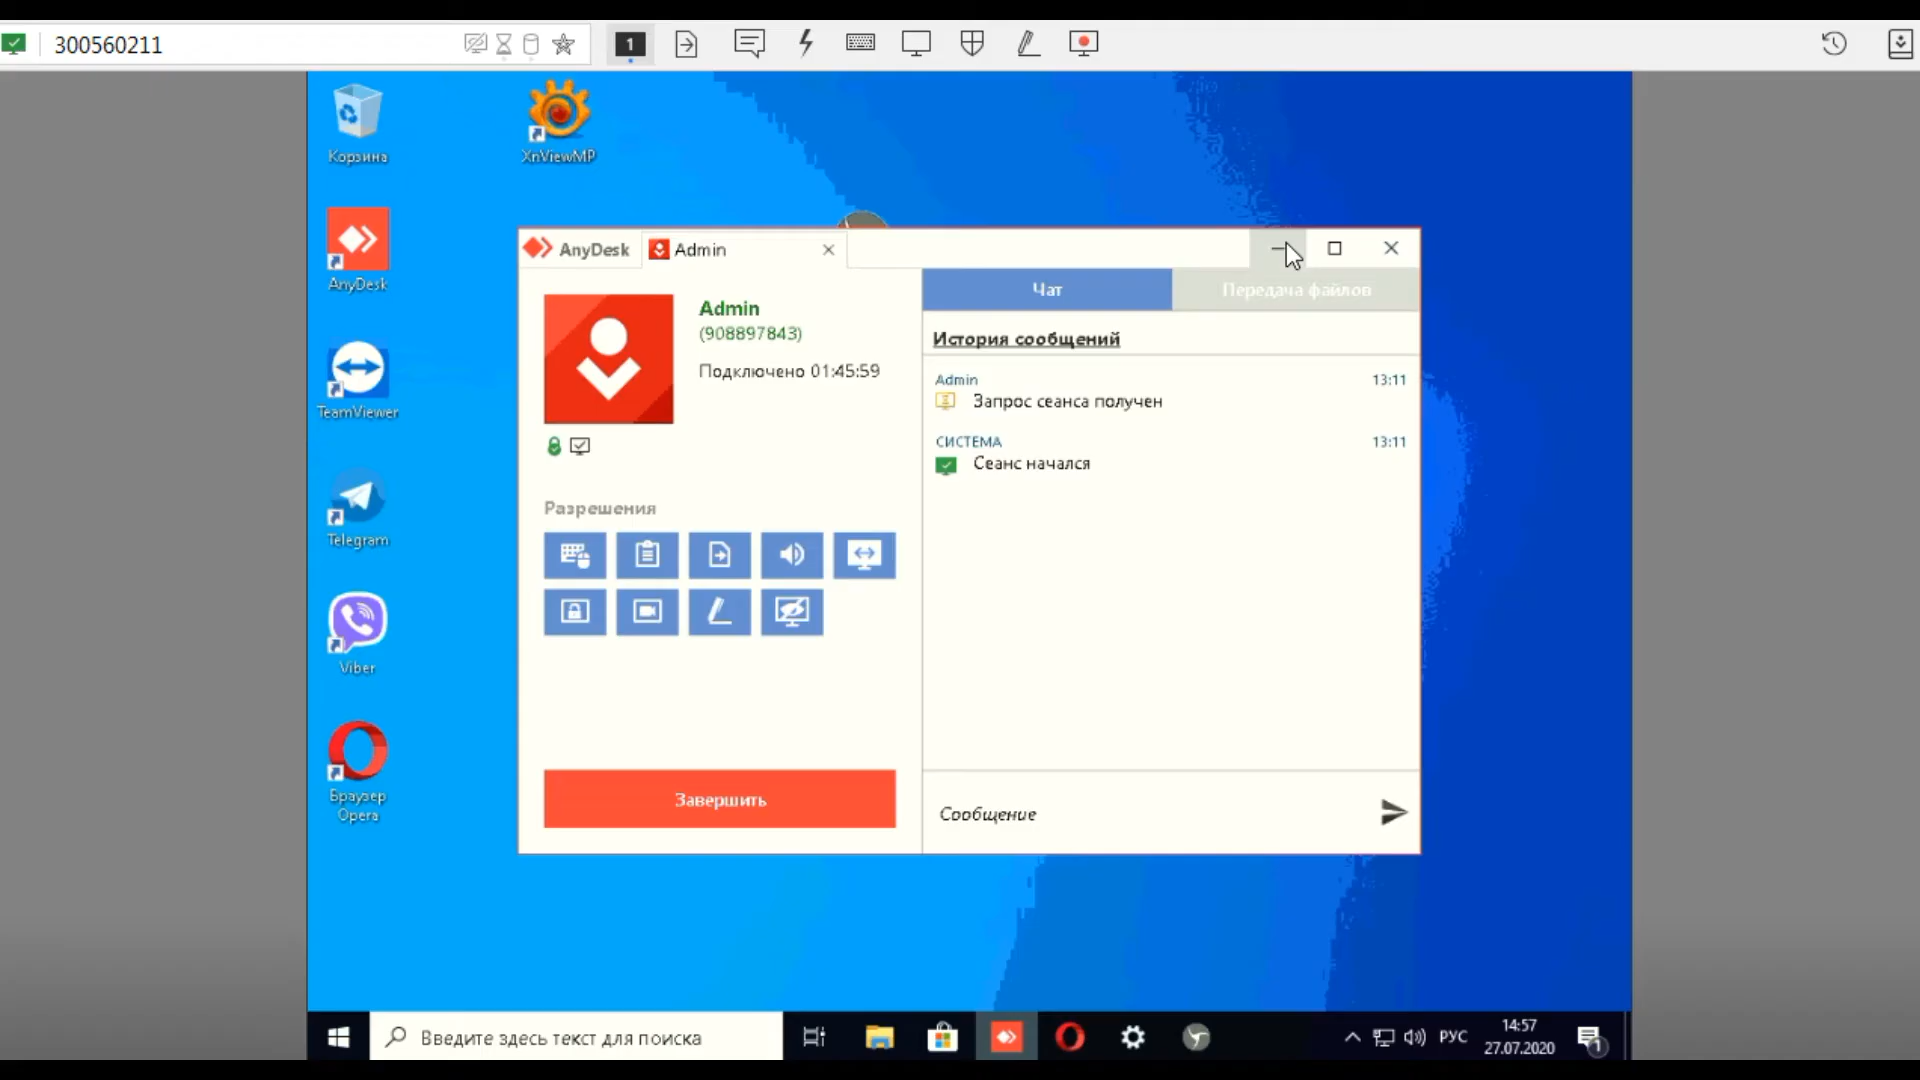 300560211
1
Корзина
XnViewMP
AnyDesk
TeamViewer
Telegram
Viber
Браузер
Opera
AnyDesk
Admin
Admin
(908897843)
Подключено 01:45:59
Разрешения
Завершить
Чат
Передача файлов
История сообщений
Admin 13:11
Запрос сеанса получен
СИСТЕМА 13:11
Сеанс начался
Сообщение
Введите здесь текст для поиска
РУС
14:57
27.07.2020
1